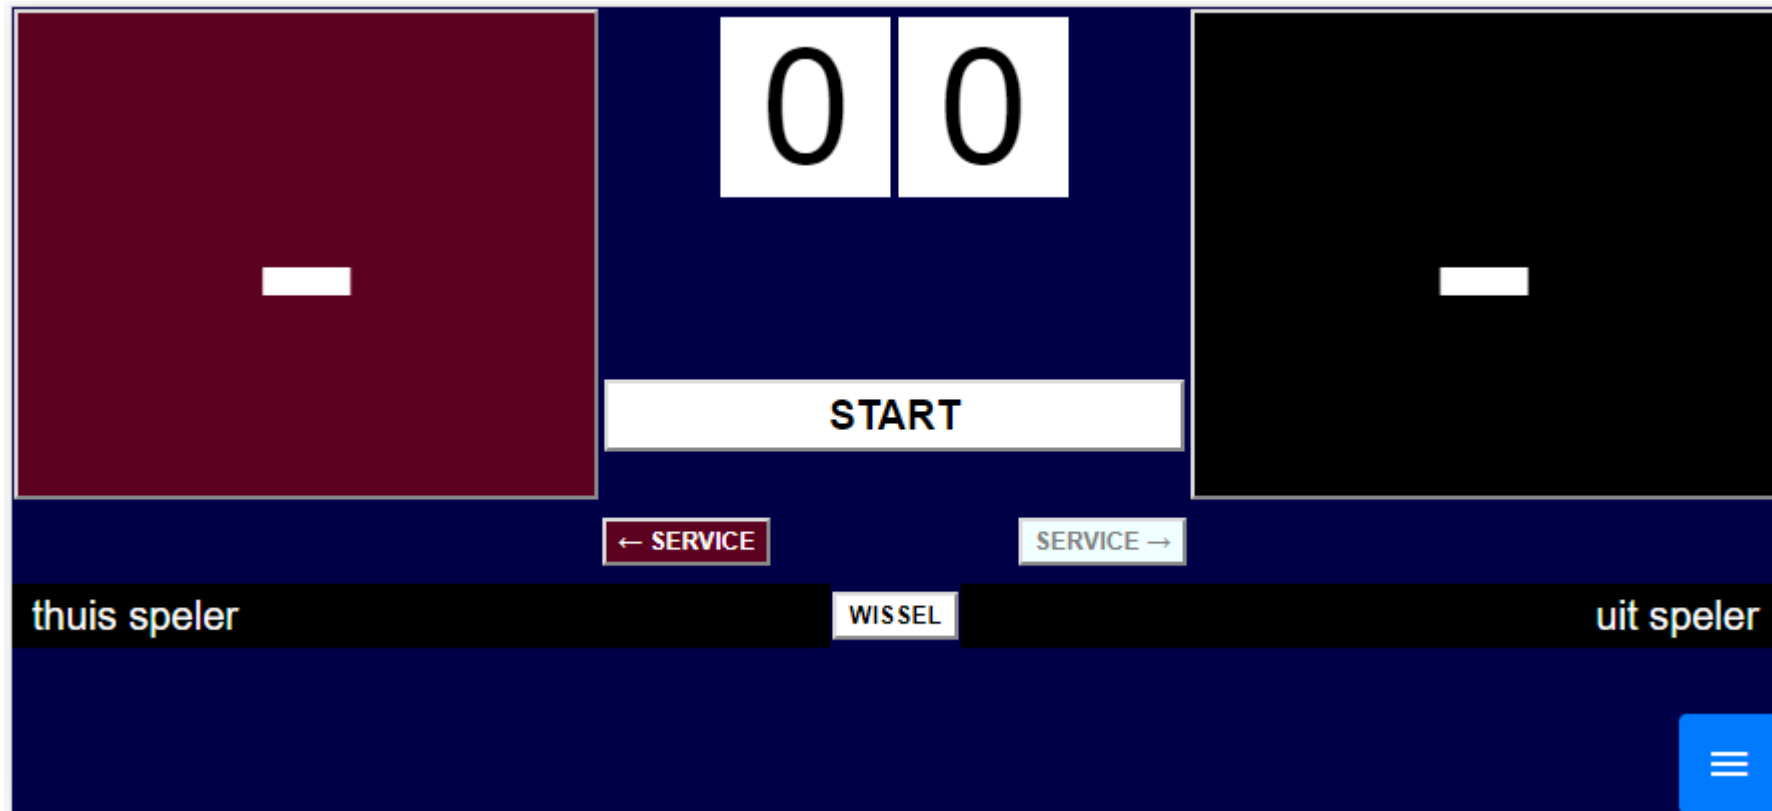 0 0
-
-
START
← SERVICE
SERVICE →
thuis speler
WISSEL
uit speler